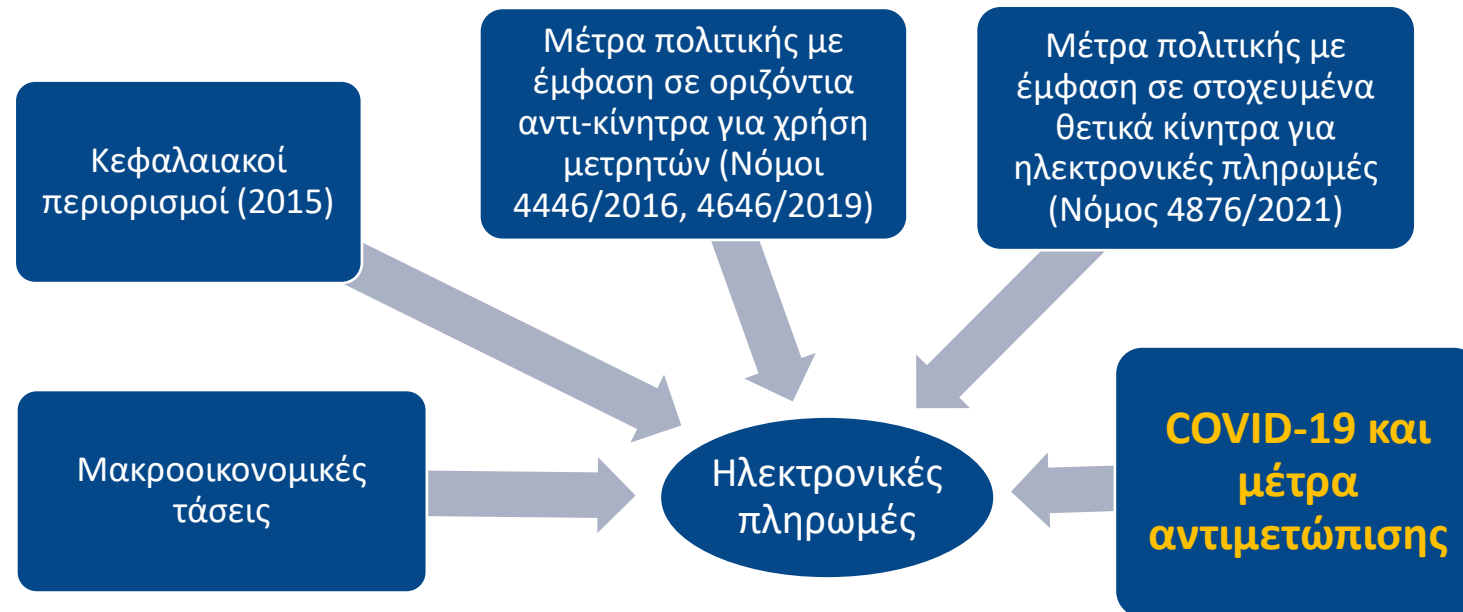 Κεφαλαιακοί
περιορισμοί (2015)
Μέτρα πολιτικής με
έμφαση σε οριζόντια
αντι-κίνητρα για χρήση
μετρητών (Νόμοι
4446/2016, 4646/2019)
Μέτρα πολιτικής με
έμφαση σε στοχευμένα
θετικά κίνητρα για
ηλεκτρονικές πληρωμές
(Νόμος 4876/2021)
Μακροοικονομικές
τάσεις
Ηλεκτρονικές
πληρωμές
COVID-19 και
μέτρα
αντιμετώπισης